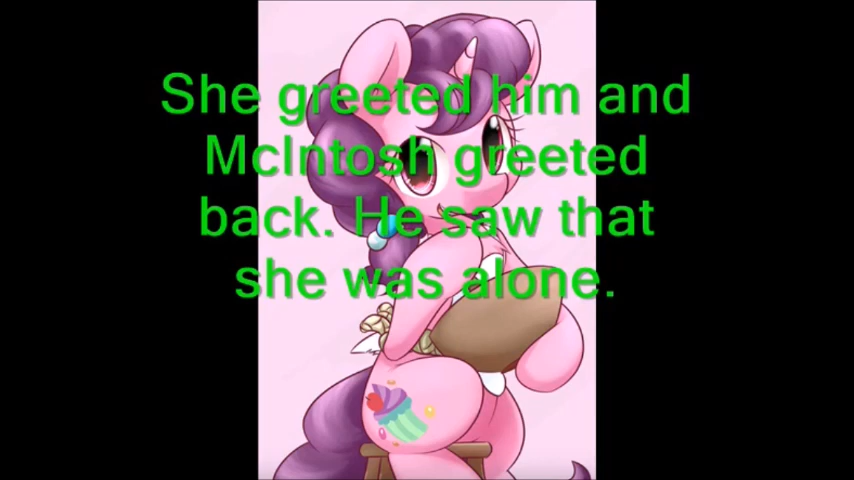 She greeted him and
McIntosh greeted
back. He saw that
she was alone.